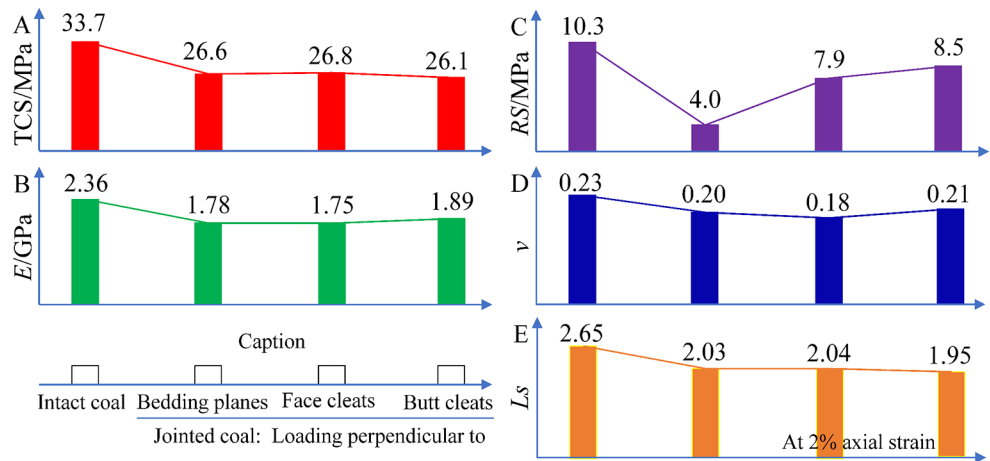 A
TCS/MPa
33.7
26.6
26.8
26.1
B
E/GPa
2.36
1.78
1.75
1.89
Caption
Intact coal
Bedding planes
Face cleats
Butt cleats
Jointed coal: Loading perpendicular to
C
RS/MPa
10.3
4.0
7.9
8.5
D
v
0.23
0.20
0.18
0.21
E
Ls
2.65
2.03
2.04
1.95
At 2% axial strain